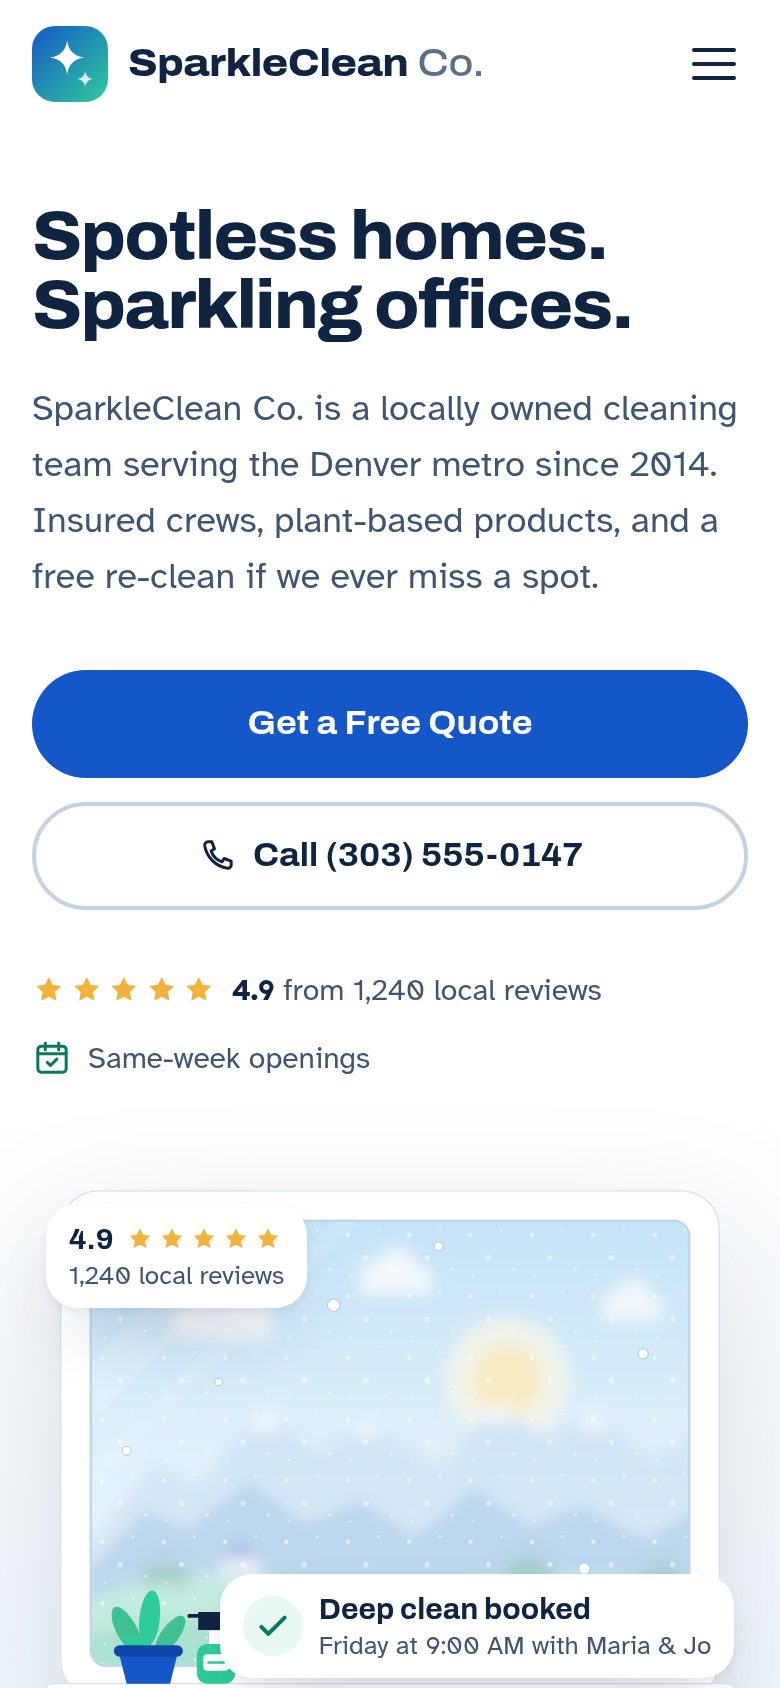 SparkleClean Co.
Spotless homes.
Sparkling offices.
SparkleClean Co. is a locally owned cleaning
team serving the Denver metro since 2014.
Insured crews, plant-based products, and a
free re-clean if we ever miss a spot.
Get a Free Quote
Call (303) 555-0147
4.9 from 1,240 local reviews
Same-week openings
4.9
1,240 local reviews
Deep clean booked
Friday at 9:00 AM with Maria & Jo